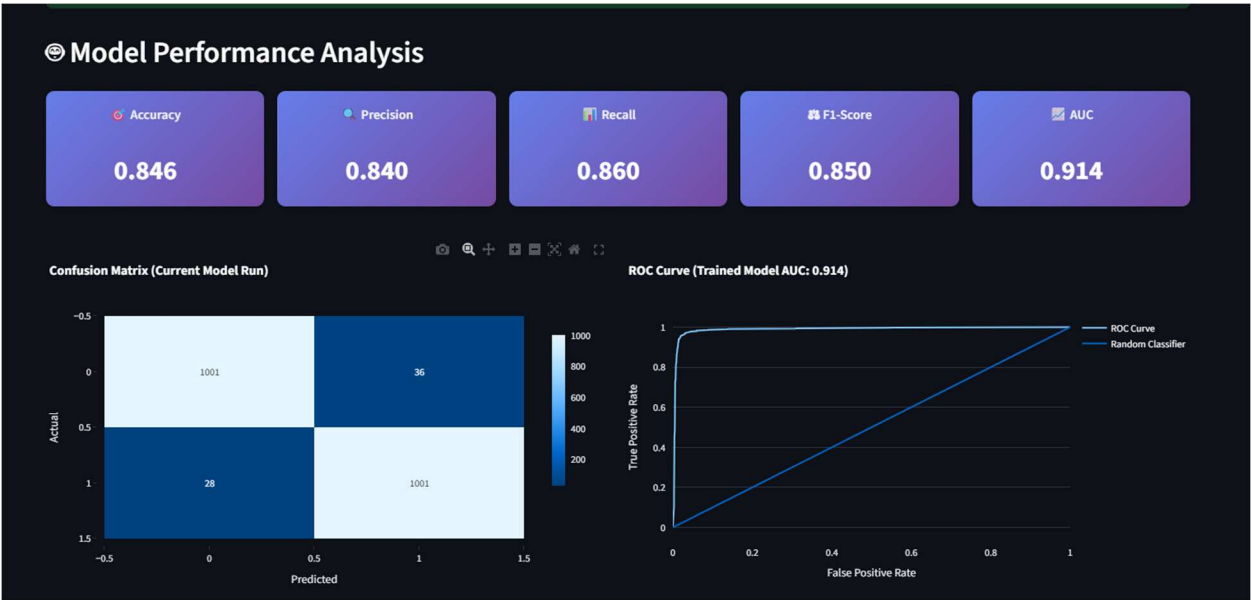 Model Performance Analysis
Accuracy
0.846
Precision
0.840
Recall
0.860
F1-Score
0.850
AUC
0.914
Confusion Matrix (Current Model Run)
−0.5
0
0.5
1
1.5
Actual
1001
36
28
1001
−0.5
0
0.5
1
1.5
Predicted
1000
800
600
400
200
ROC Curve (Trained Model AUC: 0.914)
1
0.8
0.6
0.4
0.2
0
True Positive Rate
0
0.2
0.4
0.6
0.8
1
False Positive Rate
ROC Curve
Random Classifier